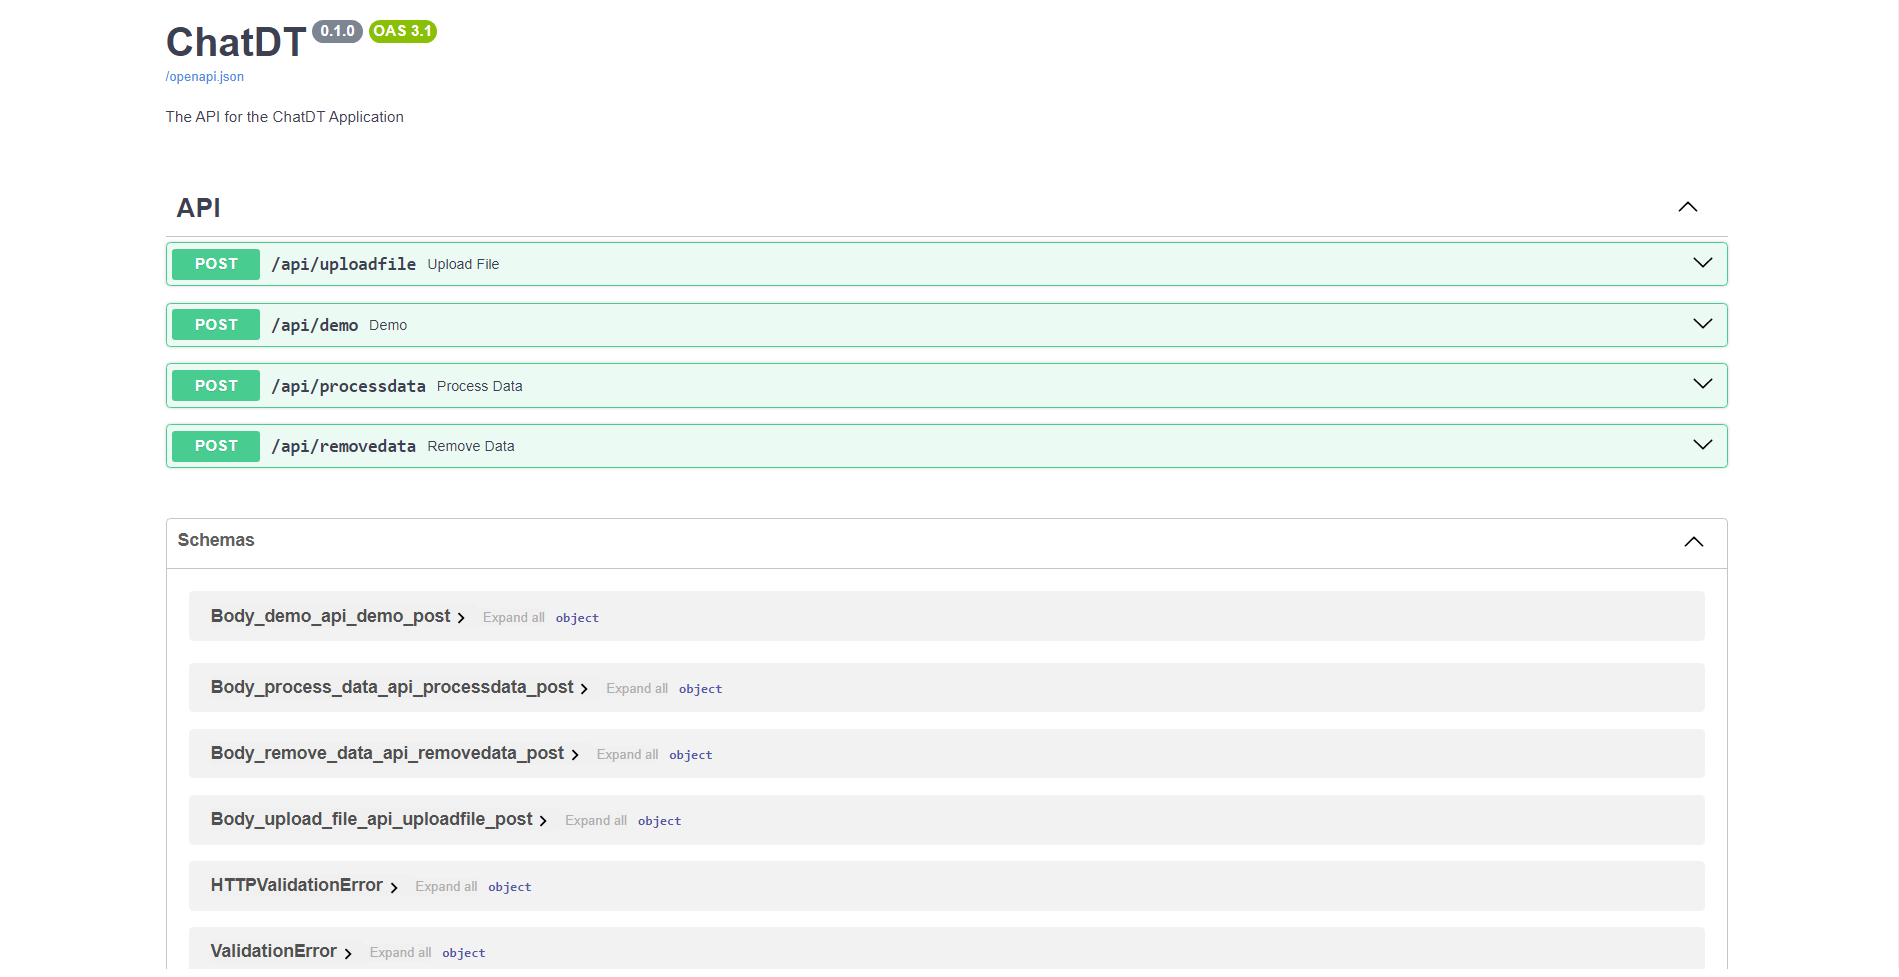 ChatDT 0.1.0 OAS 3.1
/openapi.json
The API for the ChatDT Application
API
POST /api/uploadfile Upload File
POST /api/demo Demo
POST /api/processdata Process Data
POST /api/removedata Remove Data
Schemas
Body_demo_api_demo_post Expand all object
Body_process_data_api_processdata_post Expand all object
Body_remove_data_api_removedata_post Expand all object
Body_upload_file_api_uploadfile_post Expand all object
HTTPValidationError Expand all object
ValidationError Expand all object